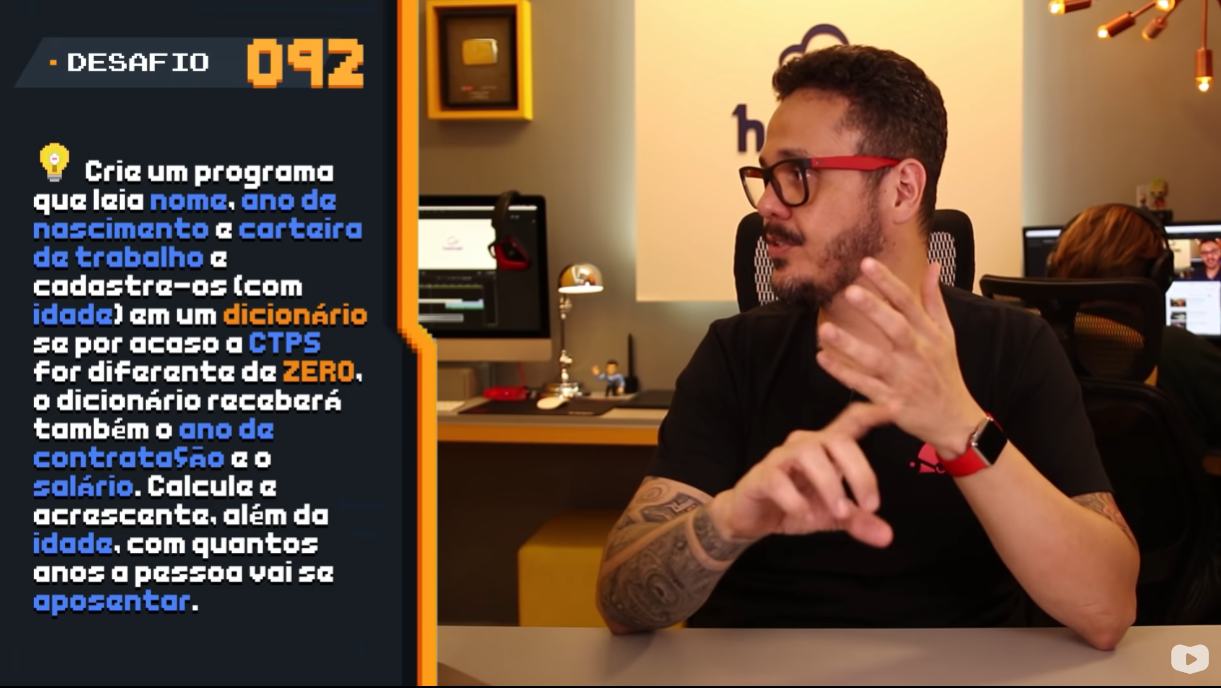 DESAFIO 092
Crie um programa
que leia nome, ano de
nascimento e carteira
de trabalho e
cadastre-os (com
idade) em um dicionário
se por acaso a CTPS
for diferente de ZERO,
o dicionário receberá
também o ano de
contratação e o
salário. Calcule e
acrescente, além da
idade, com quantos
anos a pessoa vai se
aposentar.